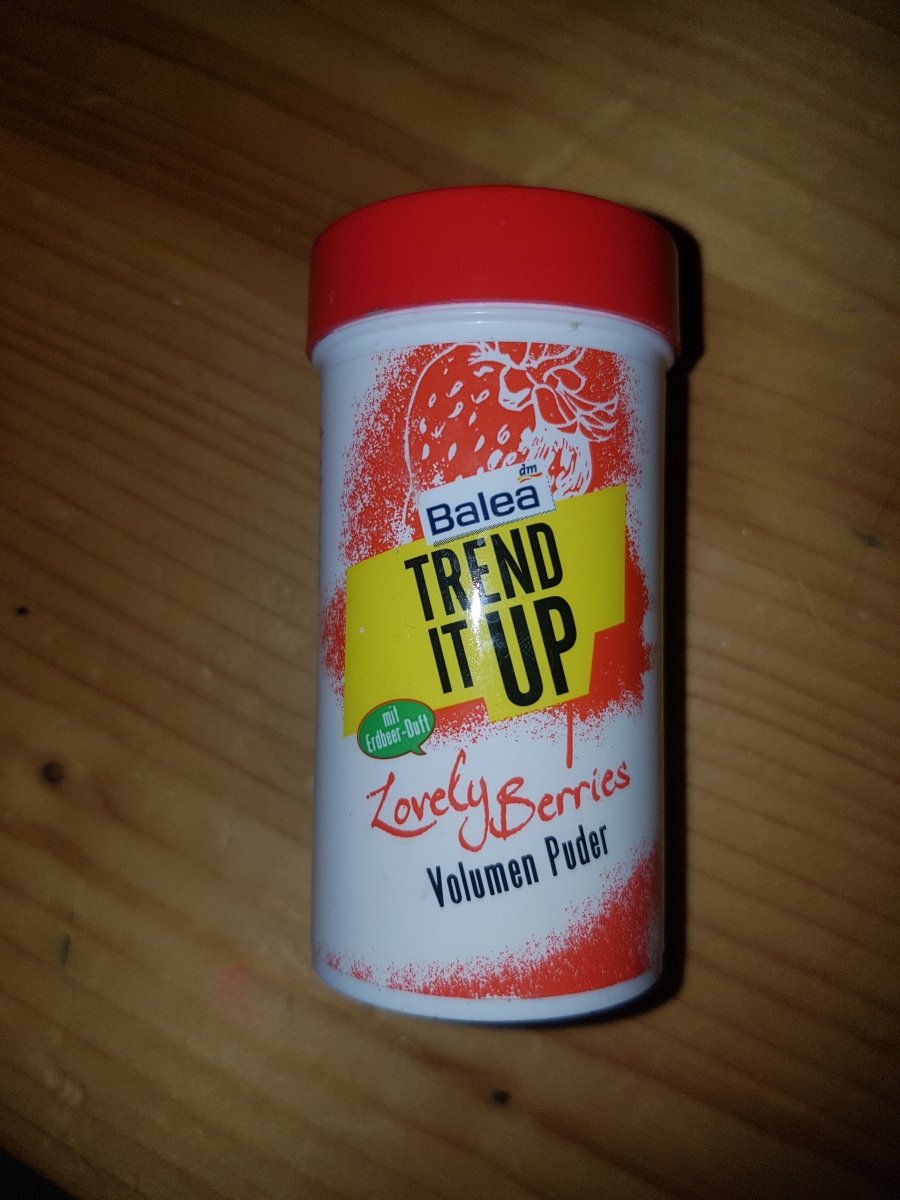 dm
Balea
TREND
IT UP
mit
Erdbeer-Duft
Lovely Berries
Volumen Puder